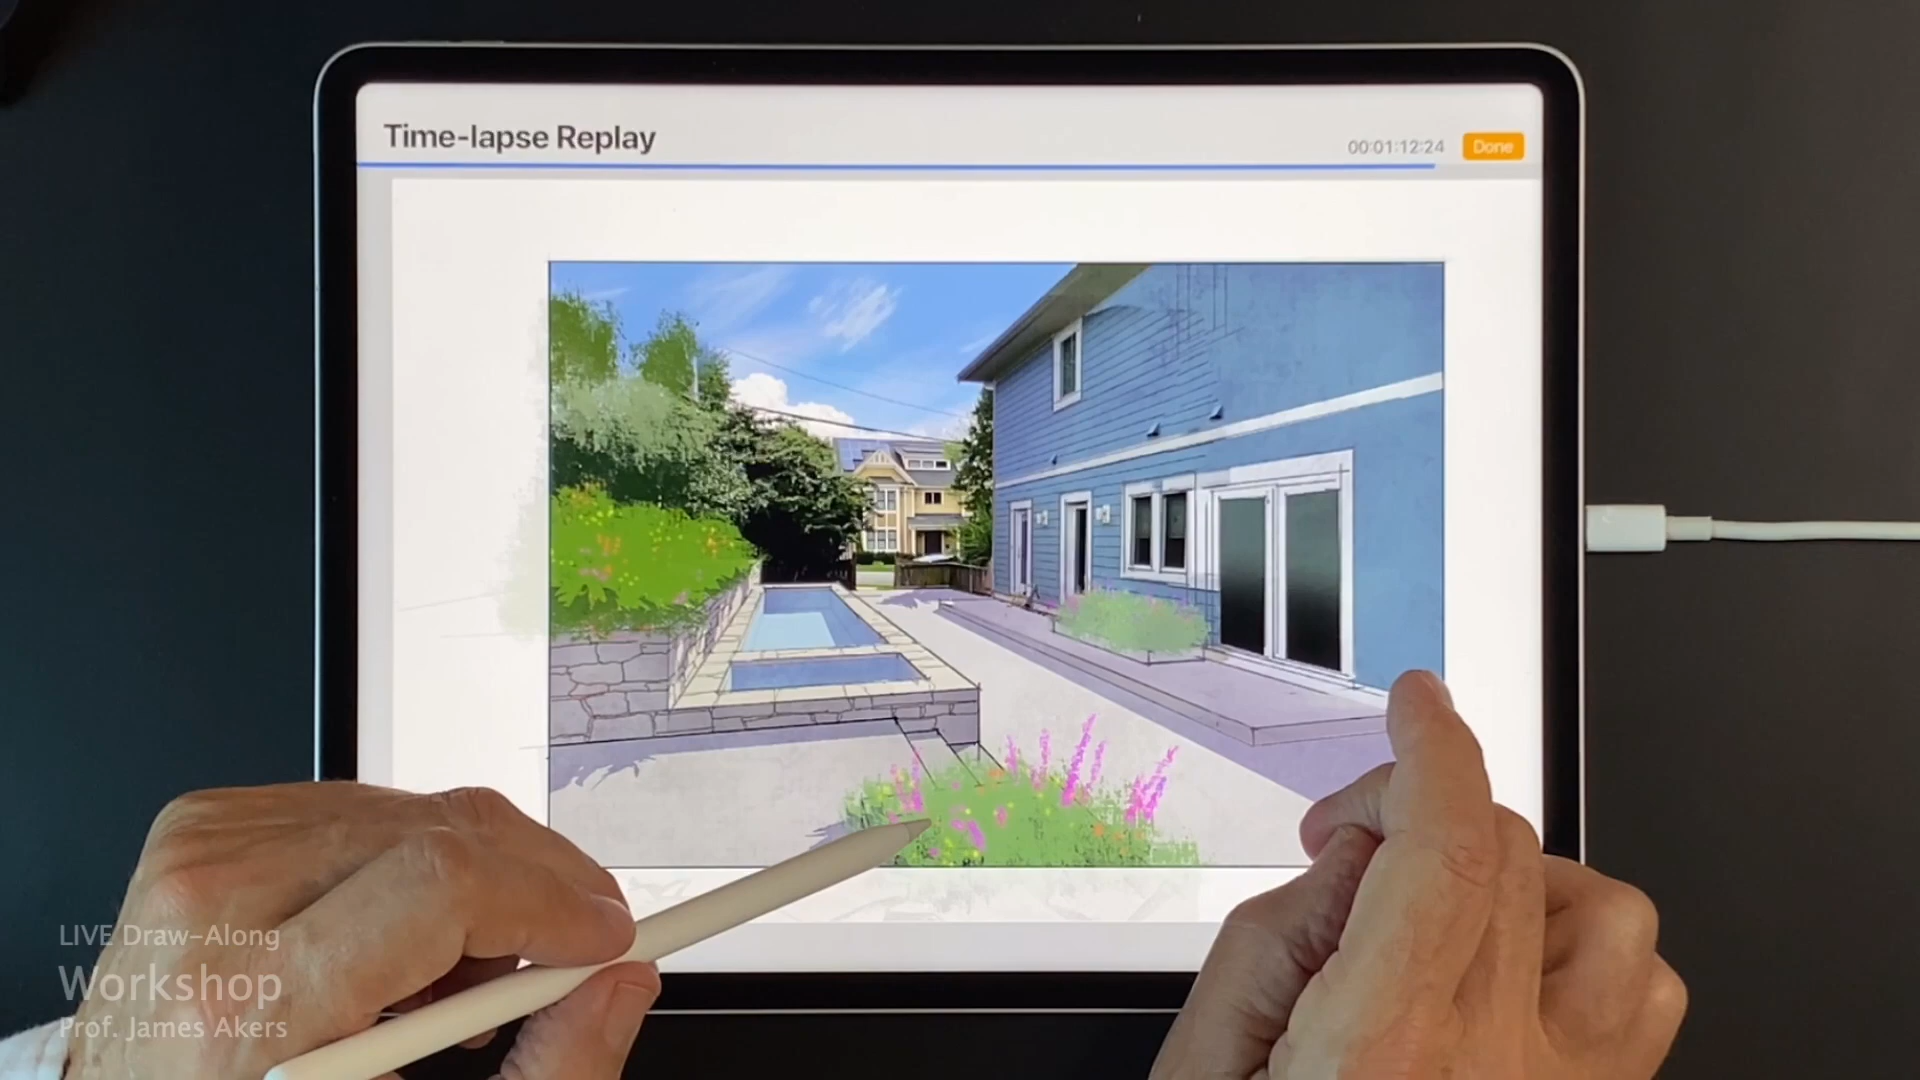 Time-lapse Replay
00:01:12:24
Done
LIVE Draw-Along
Workshop
Prof. James Akers